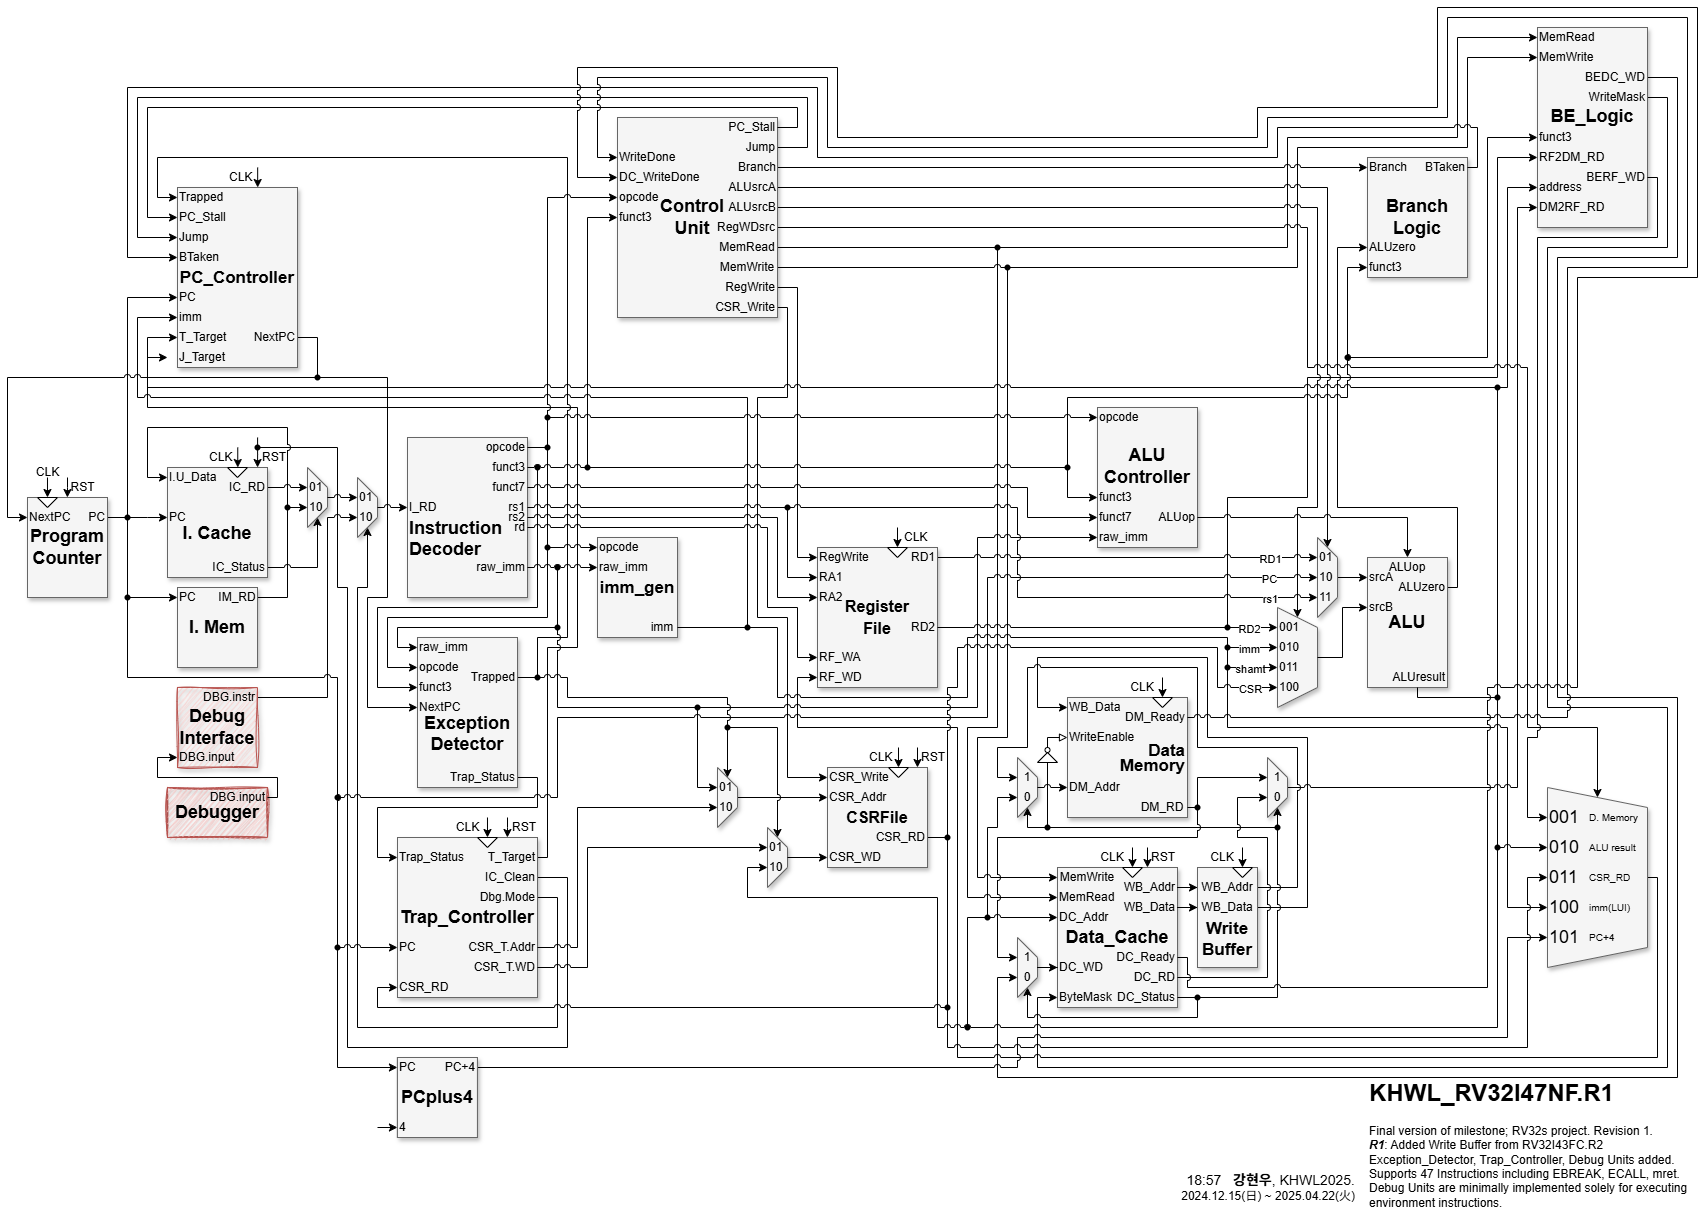 MemRead
MemWrite
BEDC_WD
WriteMask
BE_Logic
funct3
RF2DM_RD
BERF_WD
address
DM2RF_RD
PC_Stall
Jump
WriteDone
Branch
DC_WriteDone
ALUsrcA
opcode
Control
Unit
ALUsrcB
funct3
RegWDsrc
MemRead
MemWrite
RegWrite
CSR_Write
Branch
BTaken
Branch
Logic
ALUzero
funct3
CLK
Trapped
PC_Stall
Jump
BTaken
PC_Controller
PC
imm
T_Target
NextPC
J_Target
CLK
RST
NextPC
PC
Program
Counter
CLK
RST
I.U_Data
IC_RD
PC
I. Cache
IC_Status
PC
IM_RD
I. Mem
01
10
01
10
opcode
funct3
funct7
I_RD
rs1
rs2
rd
Instruction
Decoder
raw_imm
opcode
raw_imm
imm_gen
imm
opcode
ALU
Controller
funct3
funct7
ALUop
raw_imm
CLK
RegWrite
RD1
RA1
RA2
Register
File
RD2
RF_WA
RF_WD
RD1
01
PC
10
rs1
11
RD2
001
imm
010
shamt
011
CSR
100
ALUop
srcA
ALUzero
srcB
ALU
ALUresult
raw_imm
opcode
Trapped
funct3
NextPC
Exception
Detector
Trap_Status
DBG.instr
Debug
Interface
DBG.input
DBG.input
Debugger
CLK
WB_Data
DM_Ready
WriteEnable
Data
Memory
DM_Addr
DM_RD
1
0
1
0
01
10
01
10
CLK
RST
CSR_Write
CSR_Addr
CSRFile
CSR_RD
CSR_WD
CLK
RST
Trap_Status
T_Target
IC_Clean
Dbg.Mode
Trap_Controller
PC
CSR_T.Addr
CSR_T.WD
CSR_RD
CLK
RST
MemWrite
WB_Addr
MemRead
WB_Data
DC_Addr
Data_Cache
DC_Ready
DC_WD
DC_RD
ByteMask
DC_Status
1
0
CLK
WB_Addr
WB_Data
Write
Buffer
001 D. Memory
010 ALU result
011 CSR_RD
100 imm(LUI)
101 PC+4
PC
PC+4
PCplus4
4
KHWL_RV32I47NF.R1
Final version of milestone; RV32s project. Revision 1.
R1: Added Write Buffer from RV32I43FC.R2
Exception_Detector, Trap_Controller, Debug Units added.
Supports 47 Instructions including EBREAK, ECALL, mret.
Debug Units are minimally implemented solely for executing
environment instructions.
18:57 강현우, KHWL2025.
2024.12.15(日) ~ 2025.04.22(火)